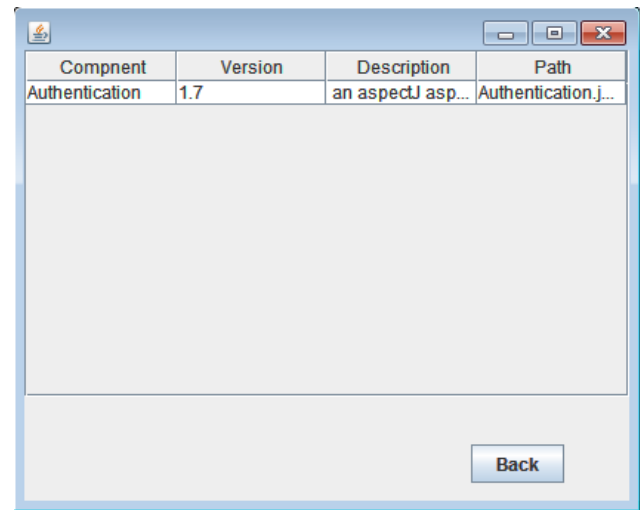 Compnent Version Description Path
Authentication 1.7 an aspectJ asp... Authentication.j...
Back